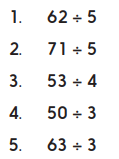 1. 62 ÷ 5
2. 71 ÷ 5
3. 53 ÷ 4
4. 50 ÷ 3
5. 63 ÷ 3